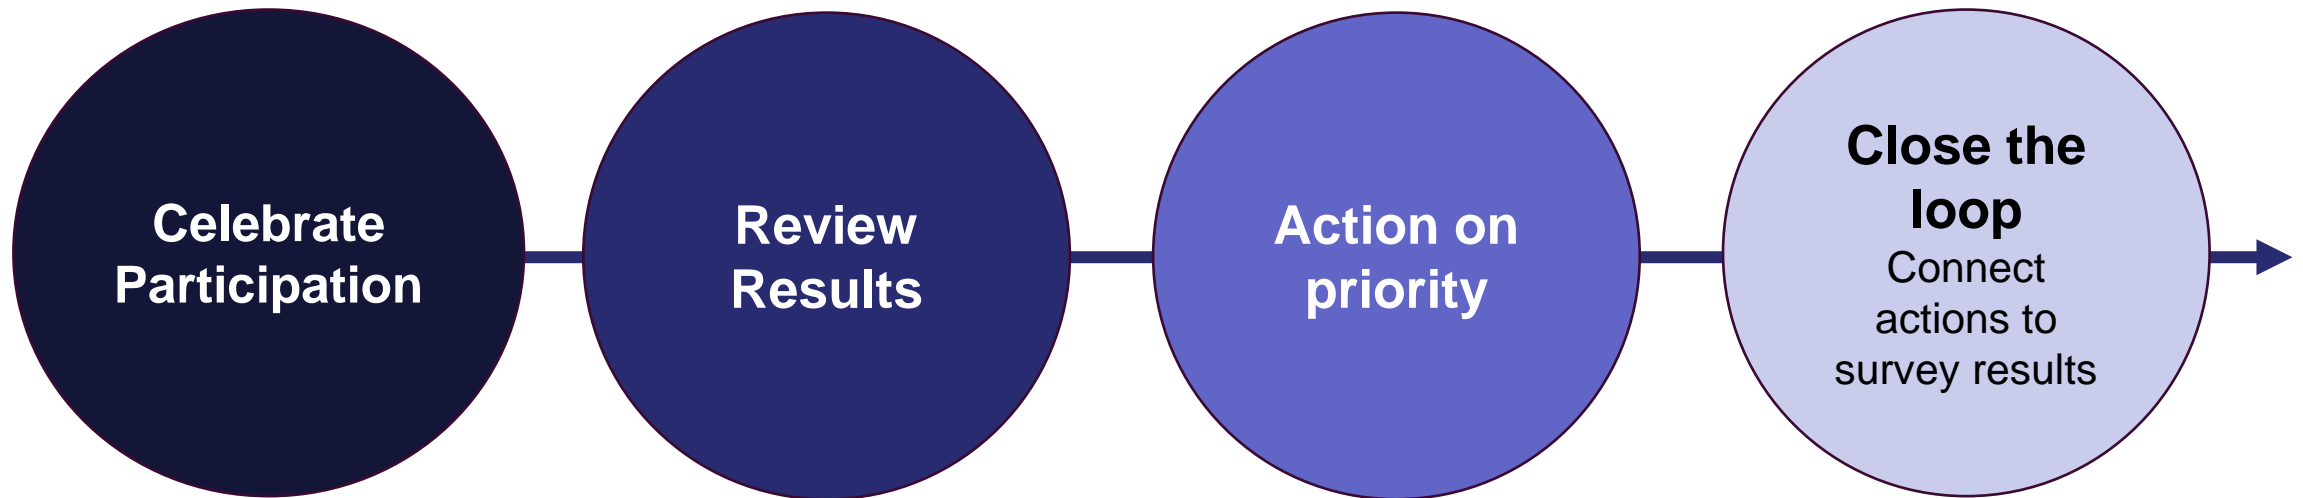 Celebrate
Participation
Review
Results
Action on
priority
Close the
loop
Connect
actions to
survey results